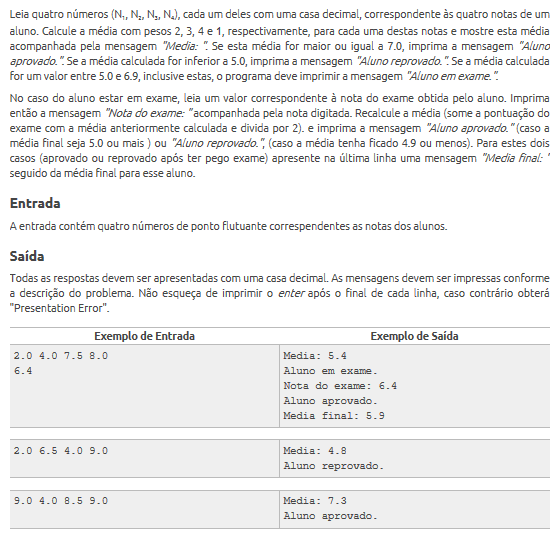 Leia quatro números (N₁, N₂, N₃, N₄), cada um deles com uma casa decimal, correspondente às quatro notas de um
aluno. Calcule a média com pesos 2, 3, 4 e 1, respectivamente, para cada uma destas notas e mostre esta média
acompanhada pela mensagem "Media: ". Se esta média for maior ou igual a 7.0, imprima a mensagem "Aluno
aprovado.". Se a média calculada for inferior a 5.0, imprima a mensagem "Aluno reprovado.". Se a média calculada
for um valor entre 5.0 e 6.9, inclusive estas, o programa deve imprimir a mensagem "Aluno em exame.".
No caso do aluno estar em exame, leia um valor correspondente à nota do exame obtida pelo aluno. Imprima
então a mensagem "Nota do exame: " acompanhada pela nota digitada. Recalcule a média (some a pontuação do
exame com a média anteriormente calculada e divida por 2). e imprima a mensagem "Aluno aprovado." (caso a
média final seja 5.0 ou mais ) ou "Aluno reprovado.", (caso a média tenha ficado 4.9 ou menos). Para estes dois
casos (aprovado ou reprovado após ter pego exame) apresente na última linha uma mensagem "Media final: "
seguido da média final para esse aluno.
Entrada
A entrada contém quatro números de ponto flutuante correspendentes as notas dos alunos.
Saída
Todas as respostas devem ser apresentadas com uma casa decimal. As mensagens devem ser impressas conforme
a descrição do problema. Não esqueça de imprimir o enter após o final de cada linha, caso contrário obterá
"Presentation Error".
Exemplo de Entrada Exemplo de Saída
2.0 4.0 7.5 8.0
6.4
Media: 5.4
Aluno em exame.
Nota do exame: 6.4
Aluno aprovado.
Media final: 5.9
2.0 6.5 4.0 9.0
Media: 4.8
Aluno reprovado.
9.0 4.0 8.5 9.0
Media: 7.3
Aluno aprovado.